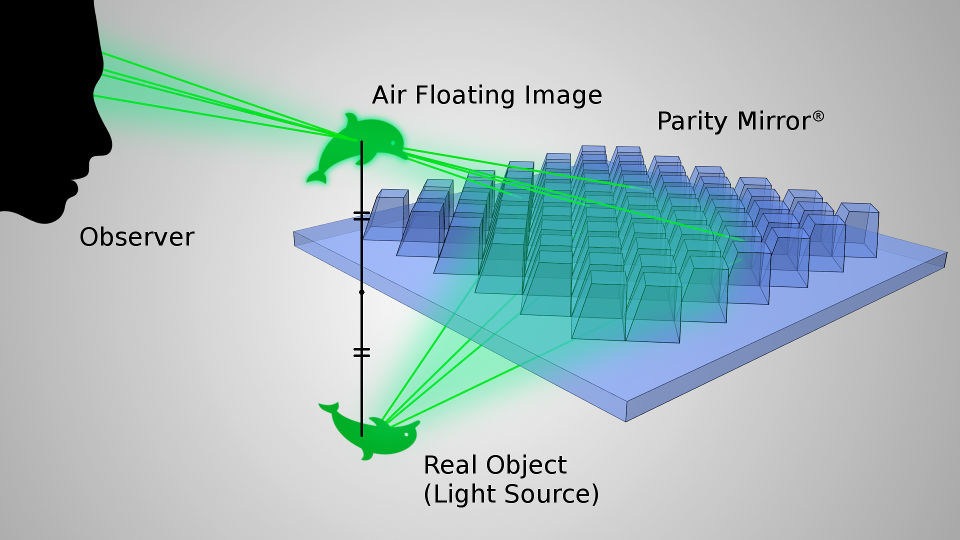 Air Floating Image
Parity Mirror®
Observer
Real Object
(Light Source)